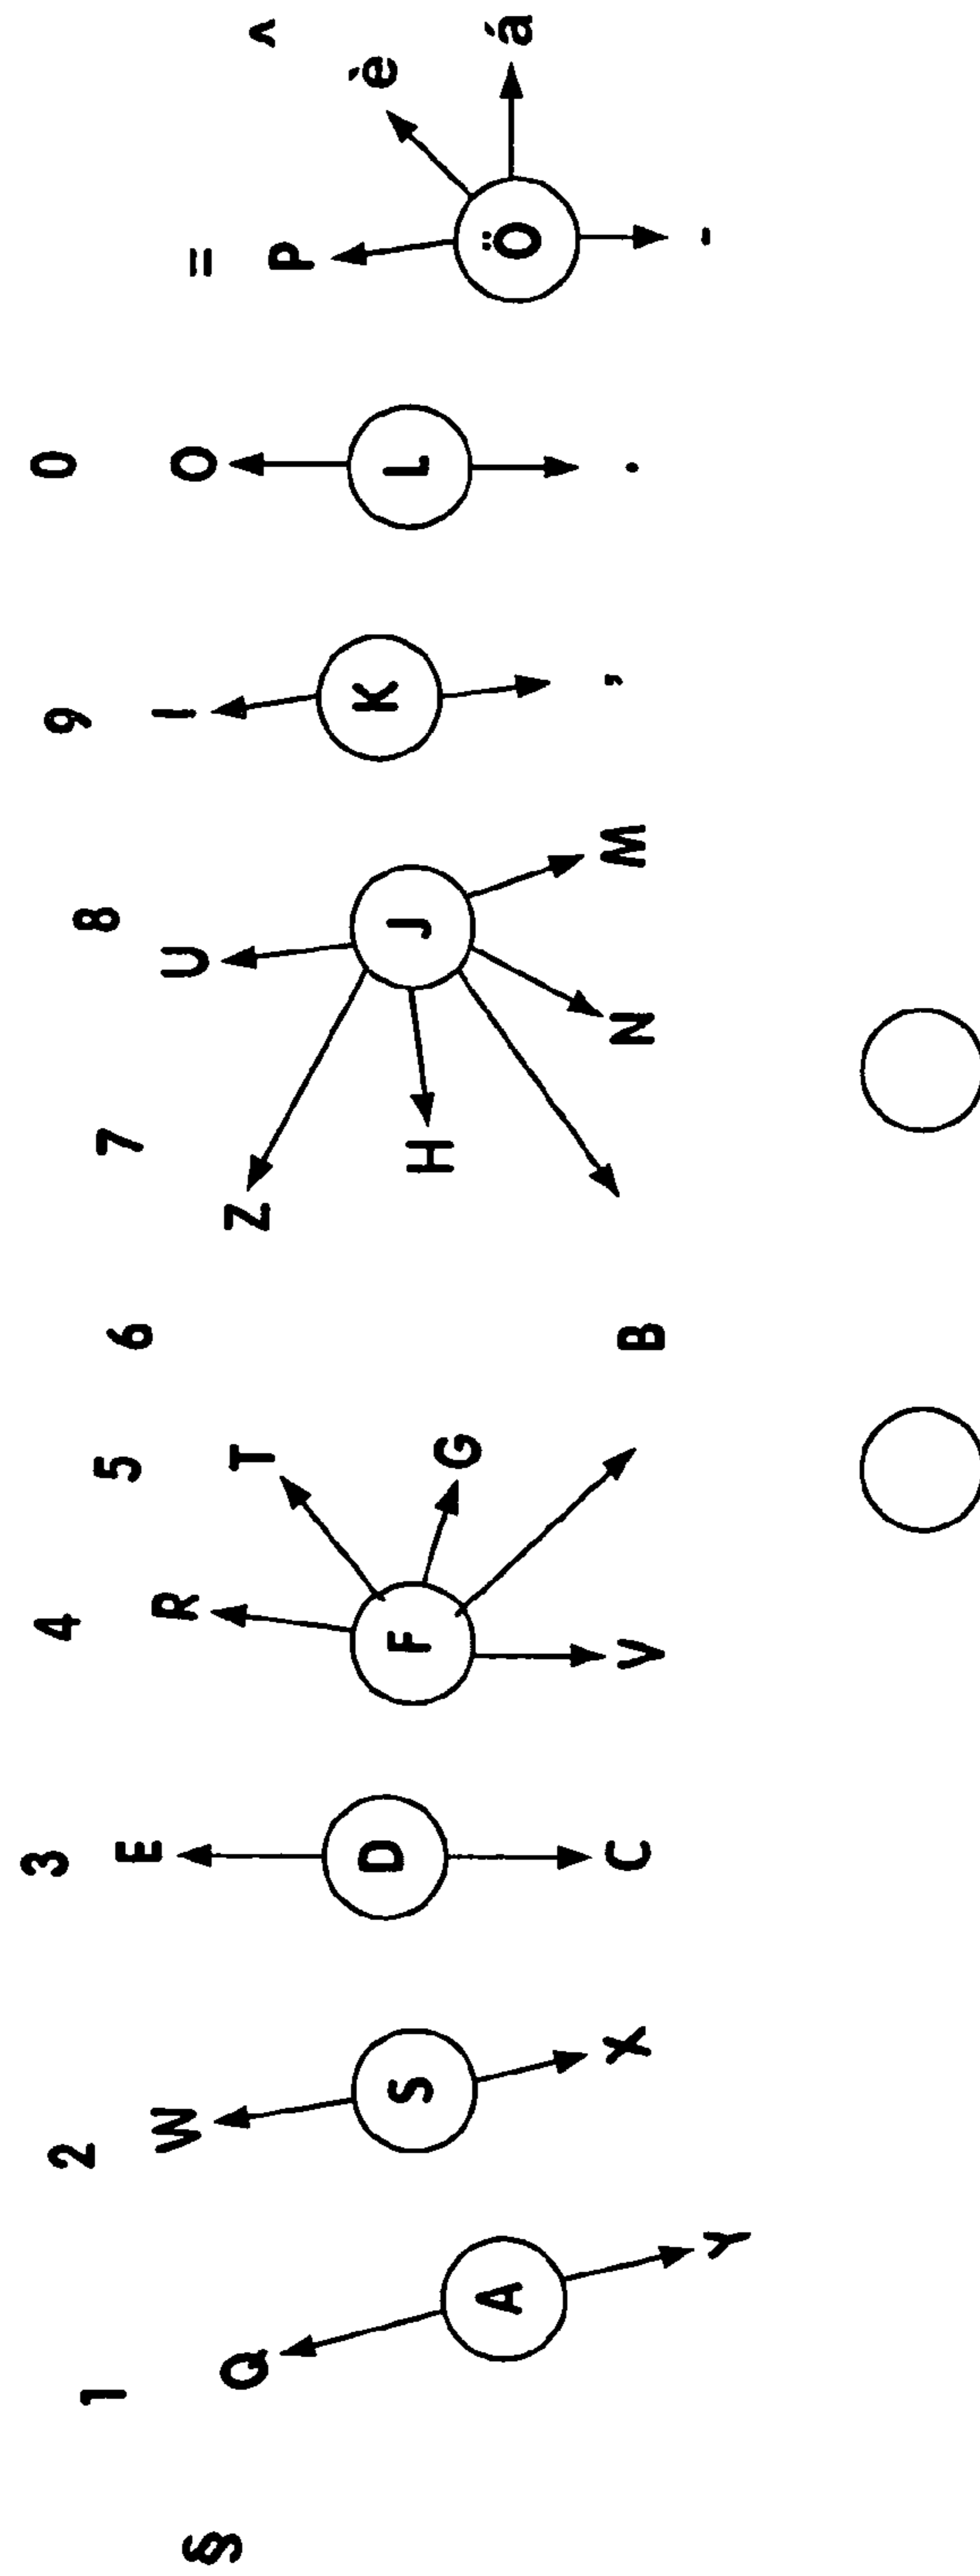 § 1 2 3 4 5 6 7 8 9 0 = ^
Q W E R T Z U I O P è
A S D F G H J K L Ö á
Y X C V B N M , . -